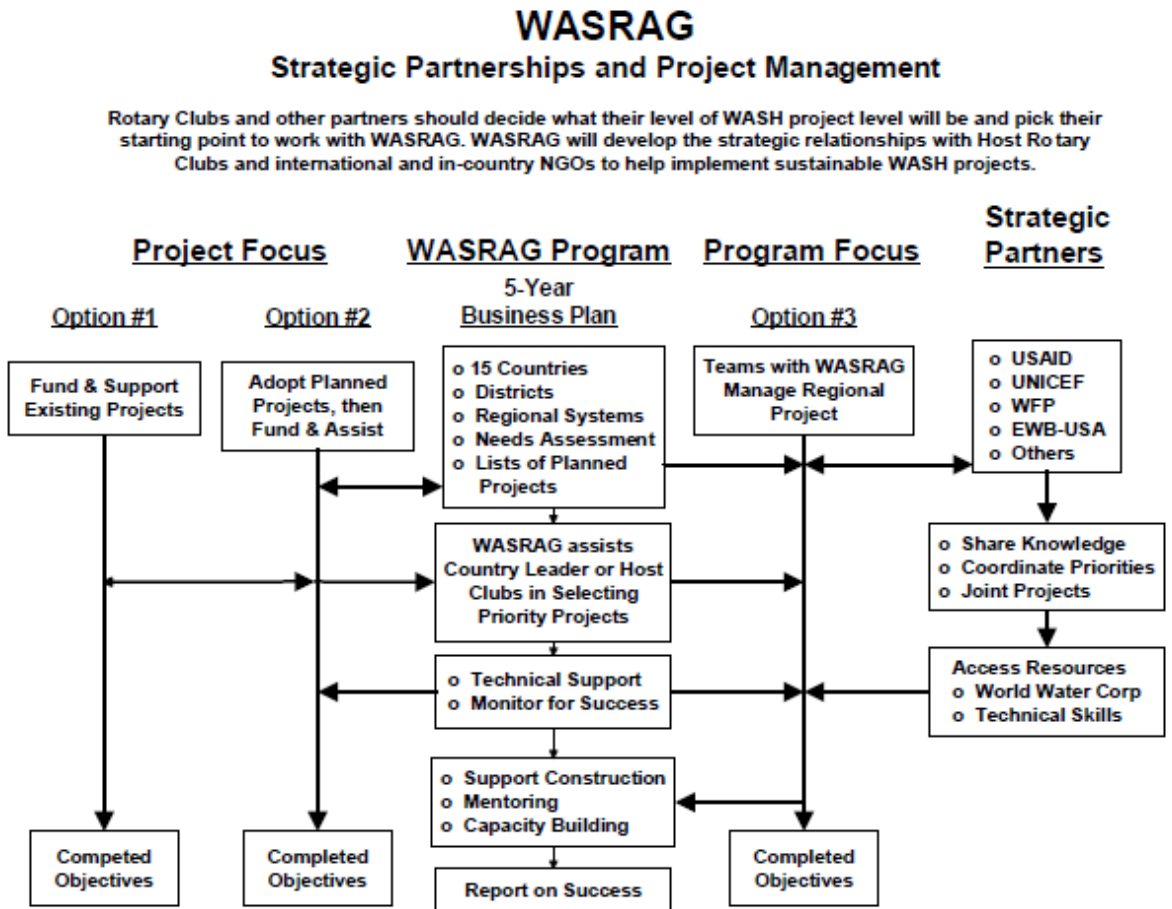 WASRAG
Strategic Partnerships and Project Management
Rotary Clubs and other partners should decide what their level of WASH project level will be and pick their
starting point to work with WASRAG. WASRAG will develop the strategic relationships with Host Rotary
Clubs and international and in-country NGOs to help implement sustainable WASH projects.
Project Focus
WASRAG Program
Program Focus
Strategic
Partners
Option #1
Option #2
5-Year
Business Plan
Option #3
Fund & Support
Existing Projects
Adopt Planned
Projects, then
Fund & Assist
o 15 Countries
o Districts
o Regional Systems
o Needs Assessment
o Lists of Planned
Projects
Teams with WASRAG
Manage Regional
Project
o USAID
o UNICEF
o WFP
o EWB-USA
o Others
WASRAG assists
Country Leader or Host
Clubs in Selecting
Priority Projects
o Share Knowledge
o Coordinate Priorities
o Joint Projects
o Technical Support
o Monitor for Success
Access Resources
o World Water Corp
o Technical Skills
o Support Construction
o Mentoring
o Capacity Building
Competed
Objectives
Completed
Objectives
Report on Success
Completed
Objectives